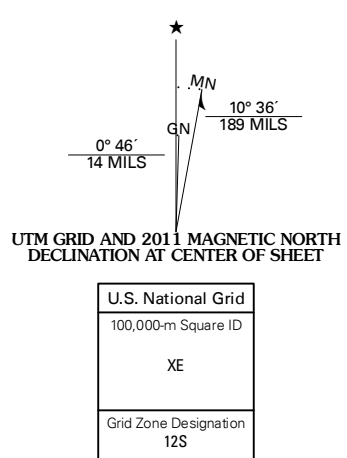 ★
MN
10° 36´
189 MILS
GN
0° 46´
14 MILS
UTM GRID AND 2011 MAGNETIC NORTH
DECLINATION AT CENTER OF SHEET
U.S. National Grid
100,000-m Square ID
XE
Grid Zone Designation
12S